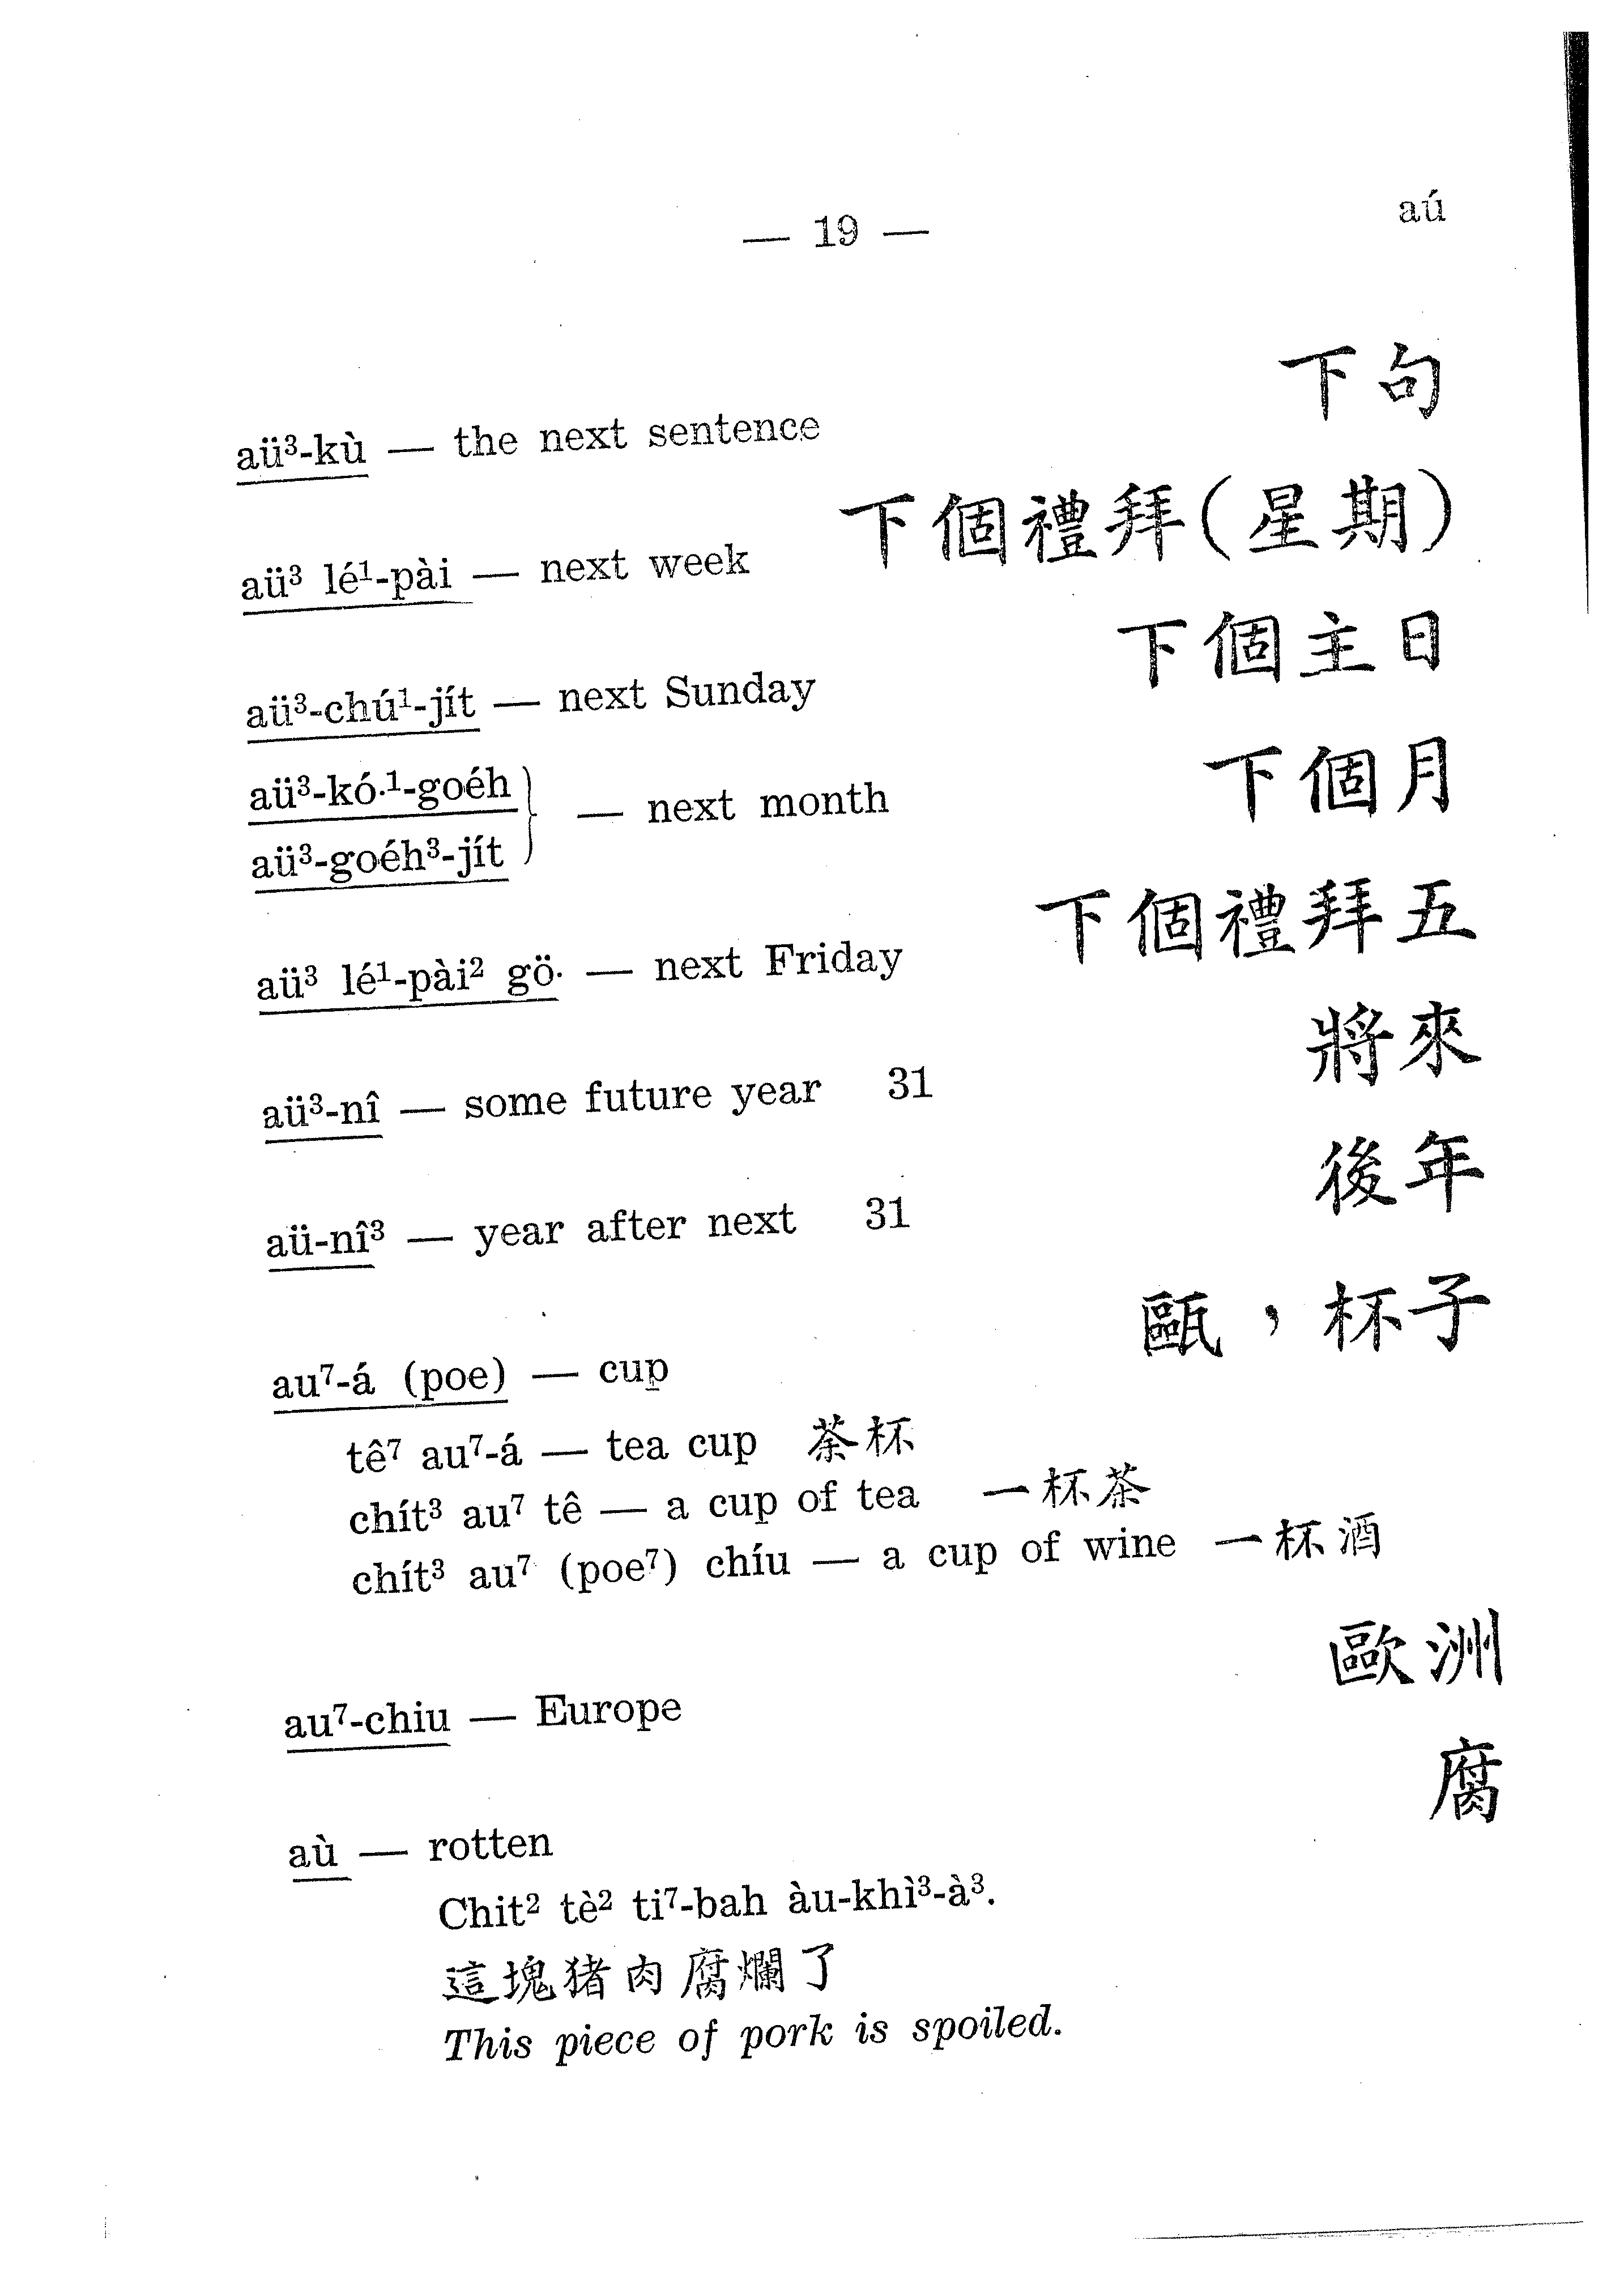 — 19 —
aú
aü³-kù — the next sentence 下句
aü³ lé¹-pài — next week 下個禮拜(星期)
aü³-chú¹-jít — next Sunday 下個主日
aü³-kó·¹-goéh
aü³-goéh³-jít } — next month 下個月
aü³ lé¹-pài² gö· — next Friday 下個禮拜五
aü³-nî — some future year 31 將來
aü-nî³ — year after next 31 後年
au⁷-á (poe) — cup 甌，杯子
tê⁷ au⁷-á — tea cup 茶杯
chít³ au⁷ tê — a cup of tea 一杯茶
chít³ au⁷ (poe⁷) chíu — a cup of wine 一杯酒
au⁷-chiu — Europe 歐洲
aù — rotten 腐
Chit² tè² ti⁷-bah àu-khì³-à³.
這塊猪肉腐爛了
This piece of pork is spoiled.